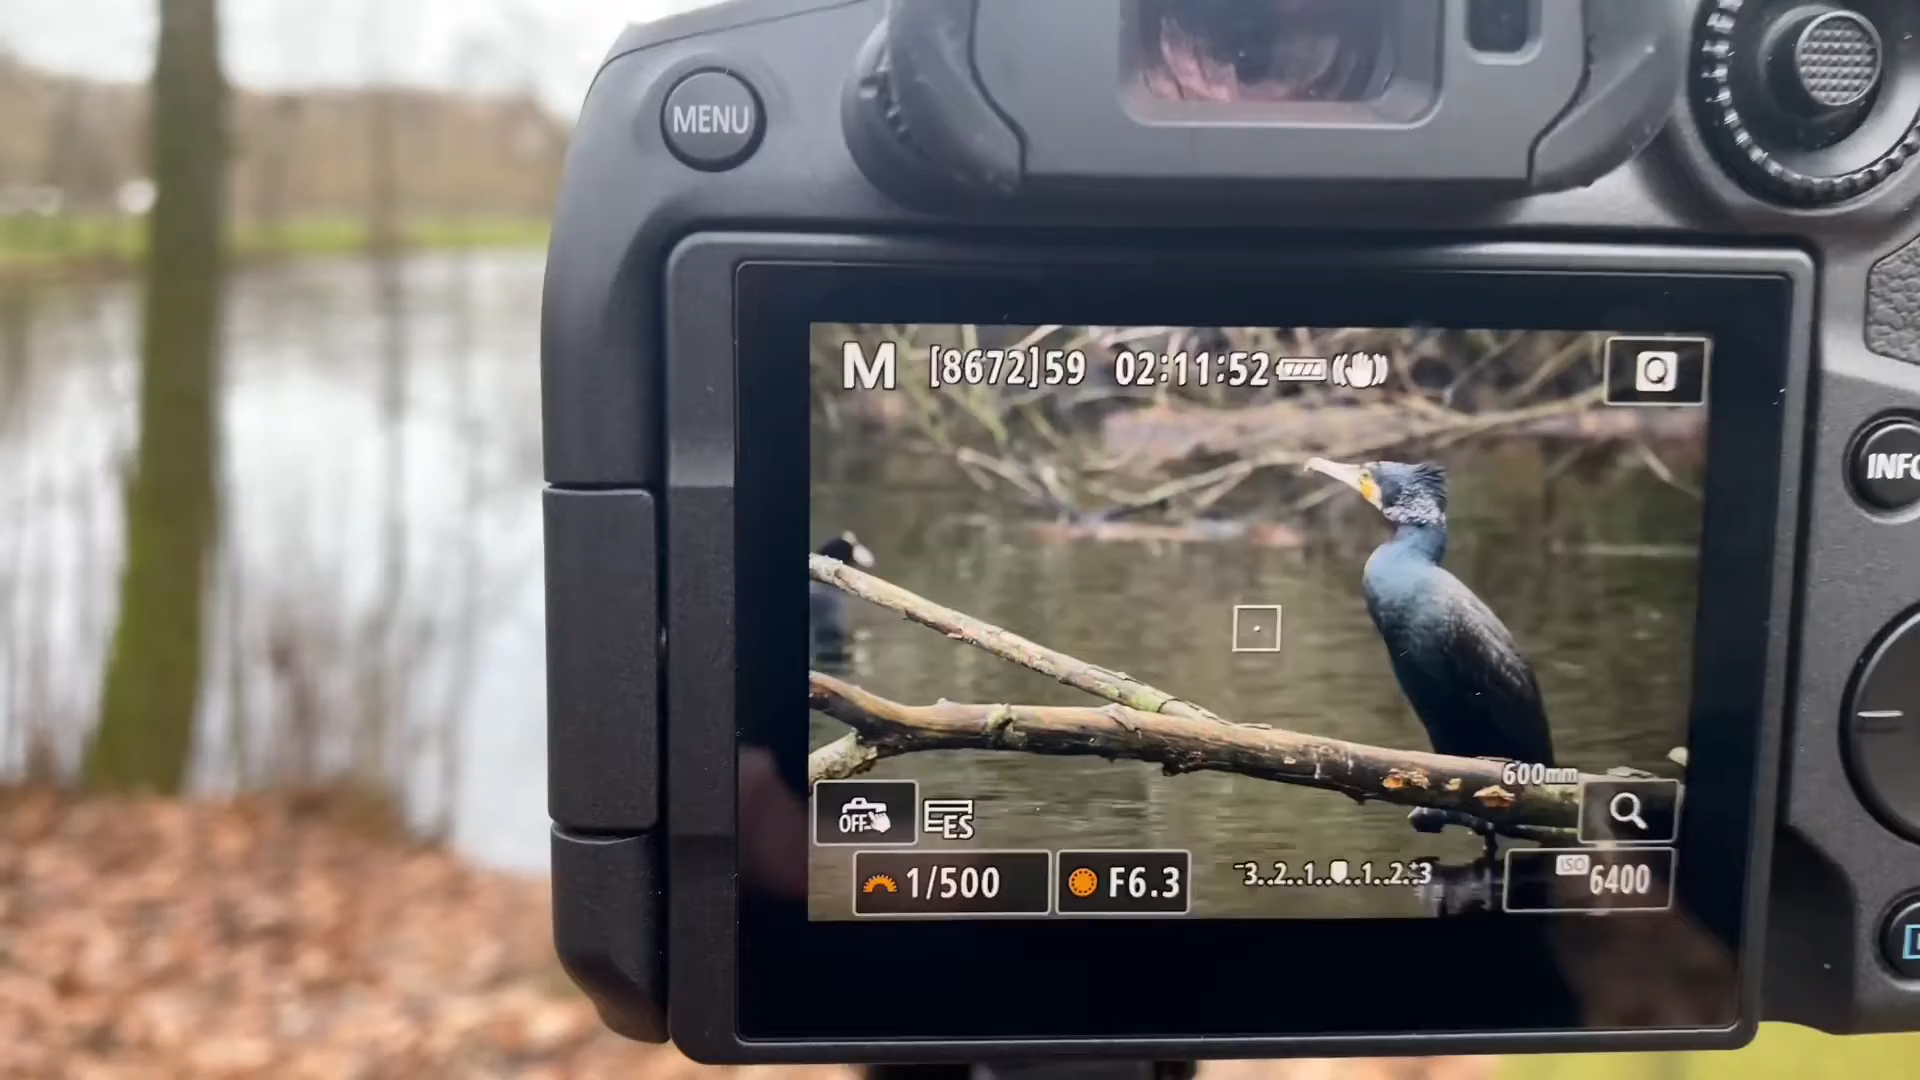 MENU
M [8672]59 02:11:52
Q
INFO
600mm
OFF ES
1/500 F6.3 -3..2..1..0..1..2..+3 ISO 6400